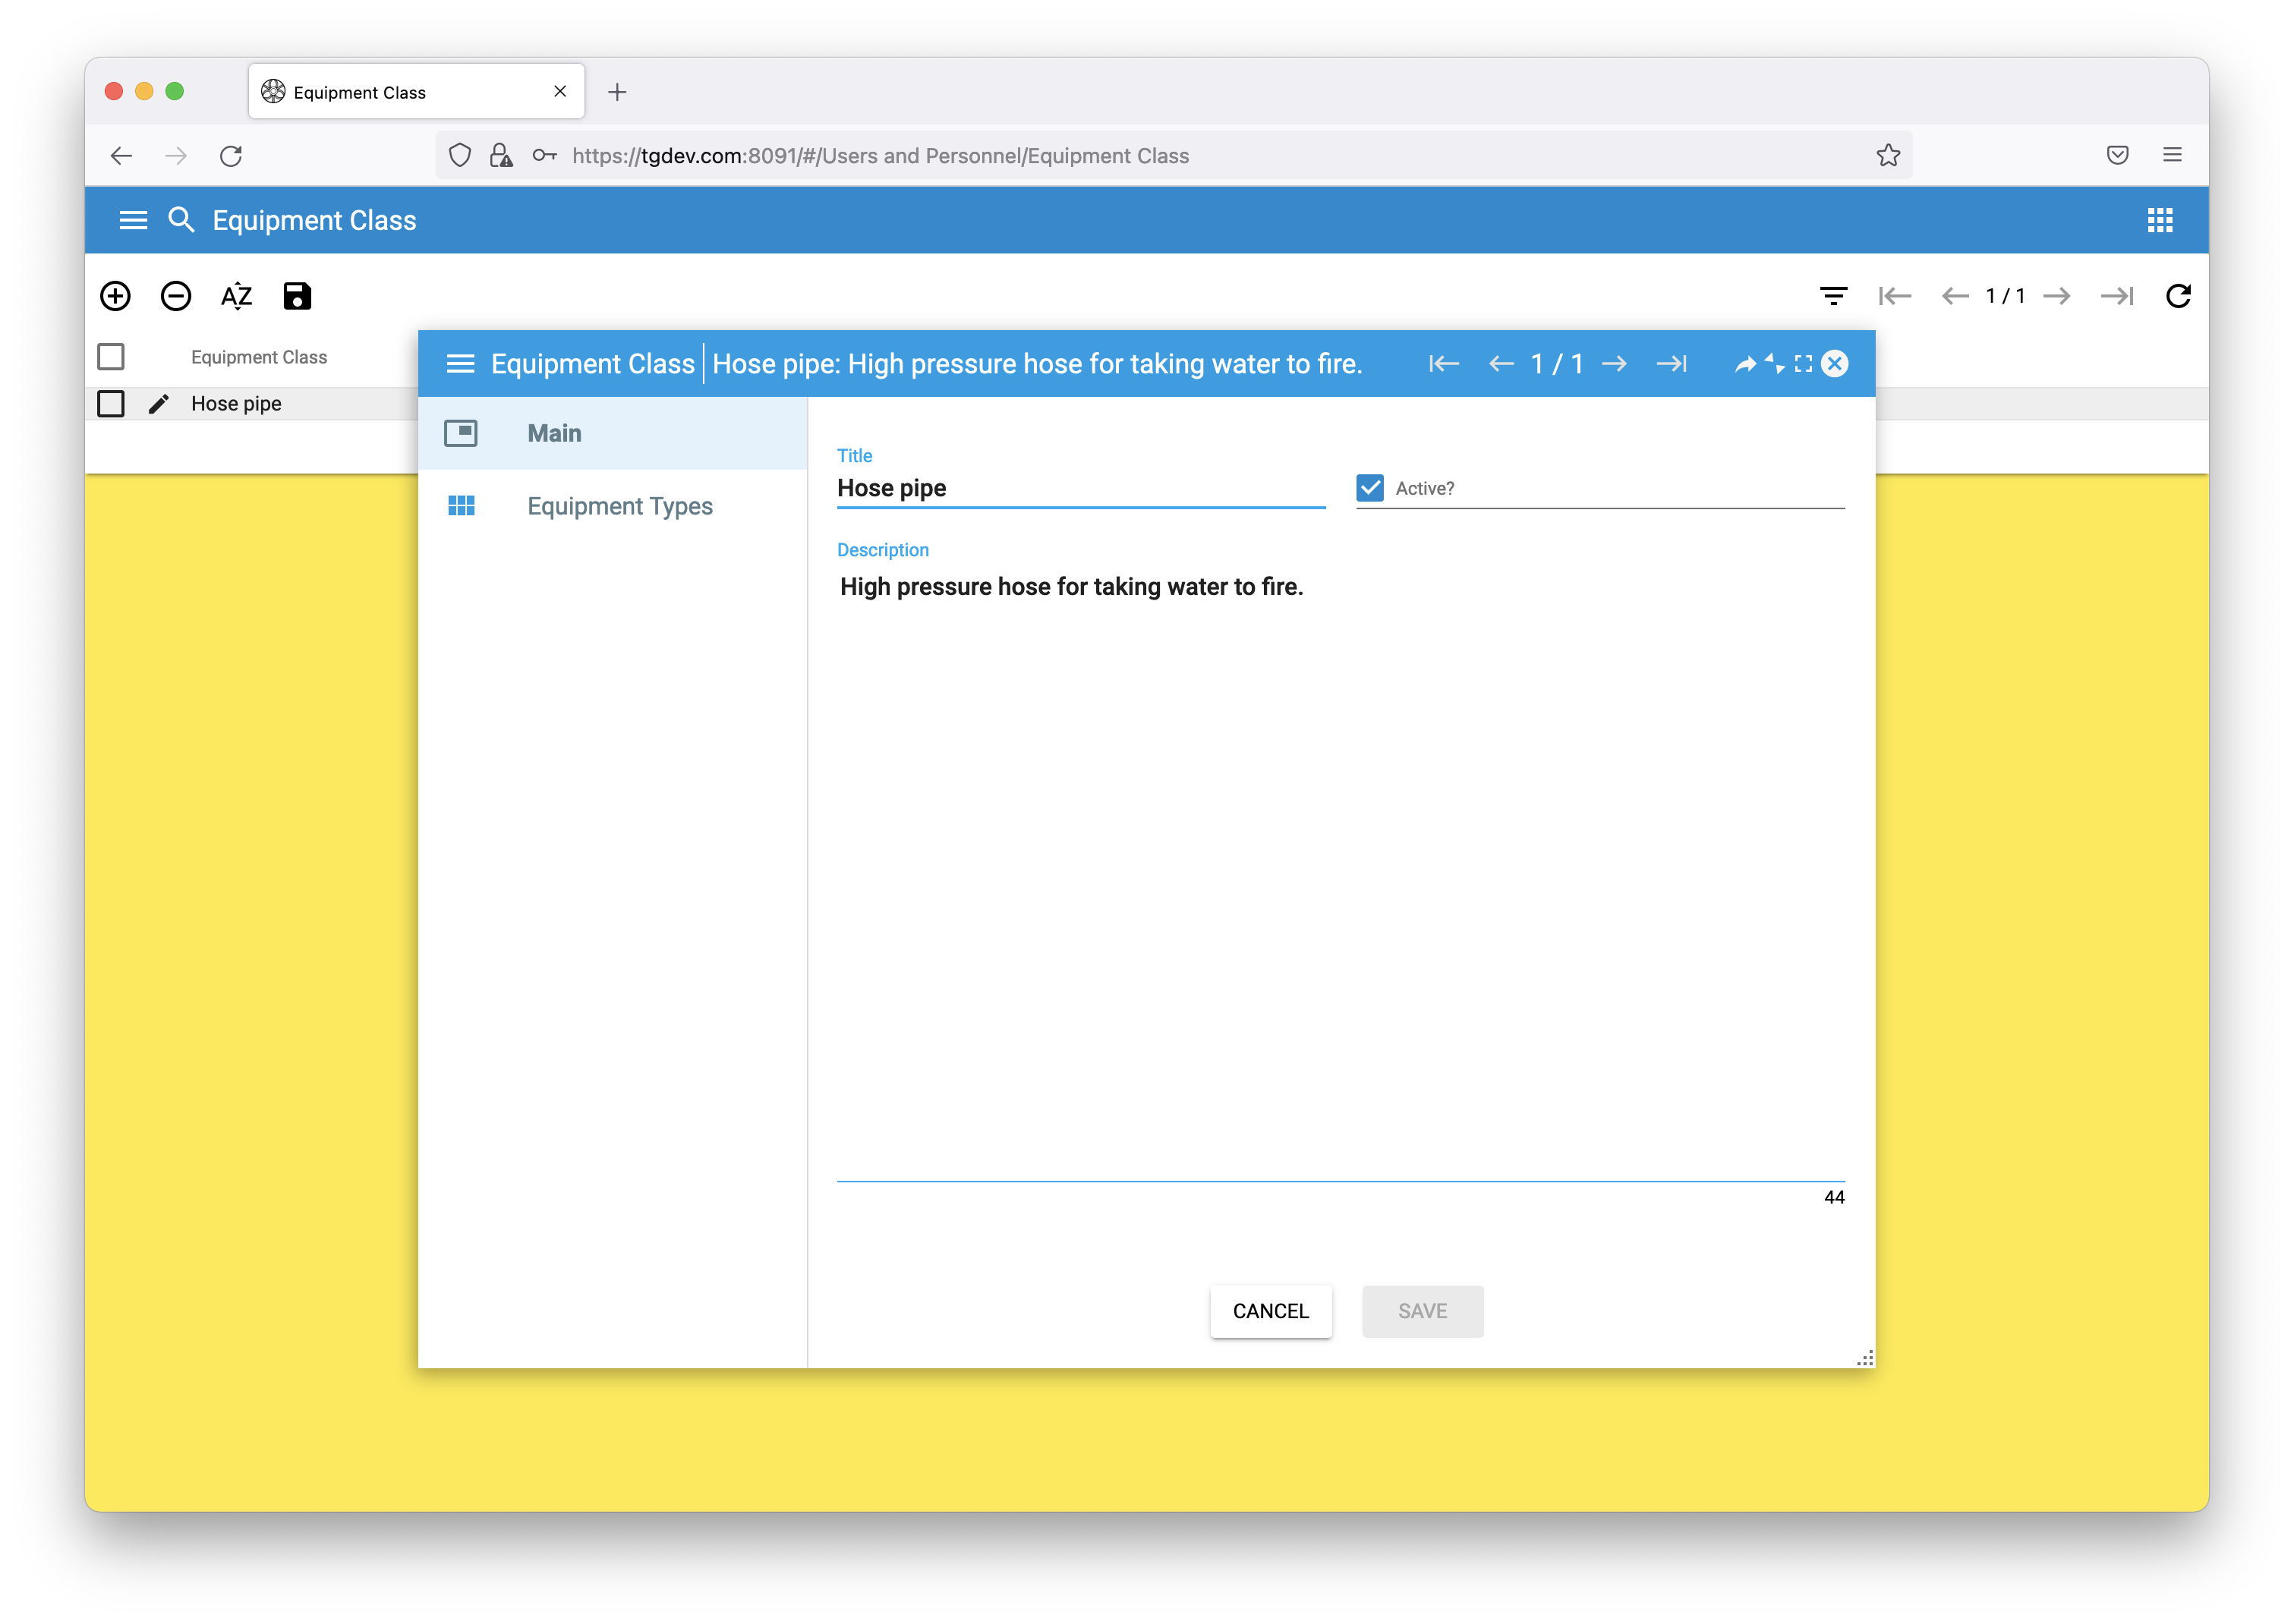 Equipment Class
https://tgdev.com:8091/#/Users and Personnel/Equipment Class
Equipment Class
AZ
1 / 1
Equipment Class
Hose pipe
Equipment Class Hose pipe: High pressure hose for taking water to fire.
1 / 1
Main
Equipment Types
Title
Hose pipe
Active?
Description
High pressure hose for taking water to fire.
44
CANCEL
SAVE